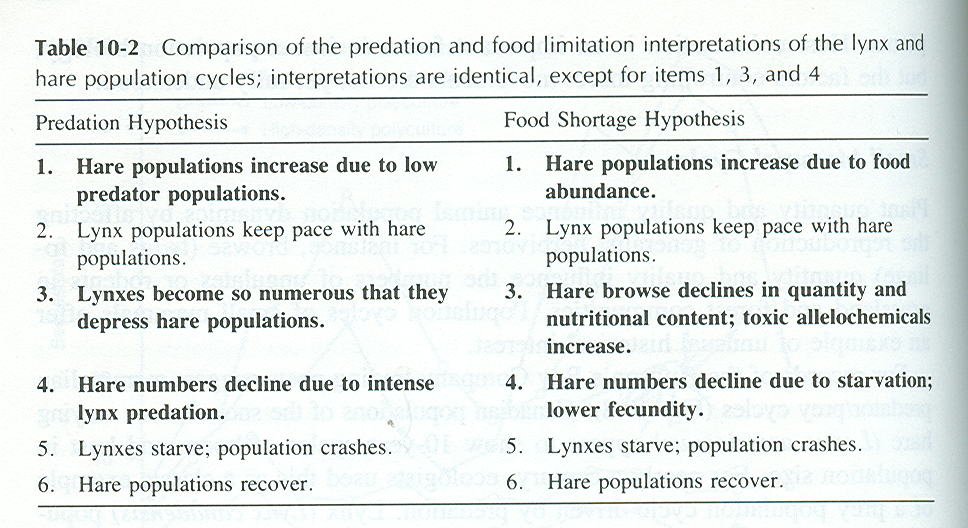 Table 10-2 Comparison of the predation and food limitation interpretations of the lynx and
hare population cycles; interpretations are identical, except for items 1, 3, and 4
Predation Hypothesis
1. Hare populations increase due to low
predator populations.
2. Lynx populations keep pace with hare
populations.
3. Lynxes become so numerous that they
depress hare populations.
4. Hare numbers decline due to intense
lynx predation.
5. Lynxes starve; population crashes.
6. Hare populations recover.
Food Shortage Hypothesis
1. Hare populations increase due to food
abundance.
2. Lynx populations keep pace with hare
populations.
3. Hare browse declines in quantity and
nutritional content; toxic allelochemicals
increase.
4. Hare numbers decline due to starvation;
lower fecundity.
5. Lynxes starve; population crashes.
6. Hare populations recover.